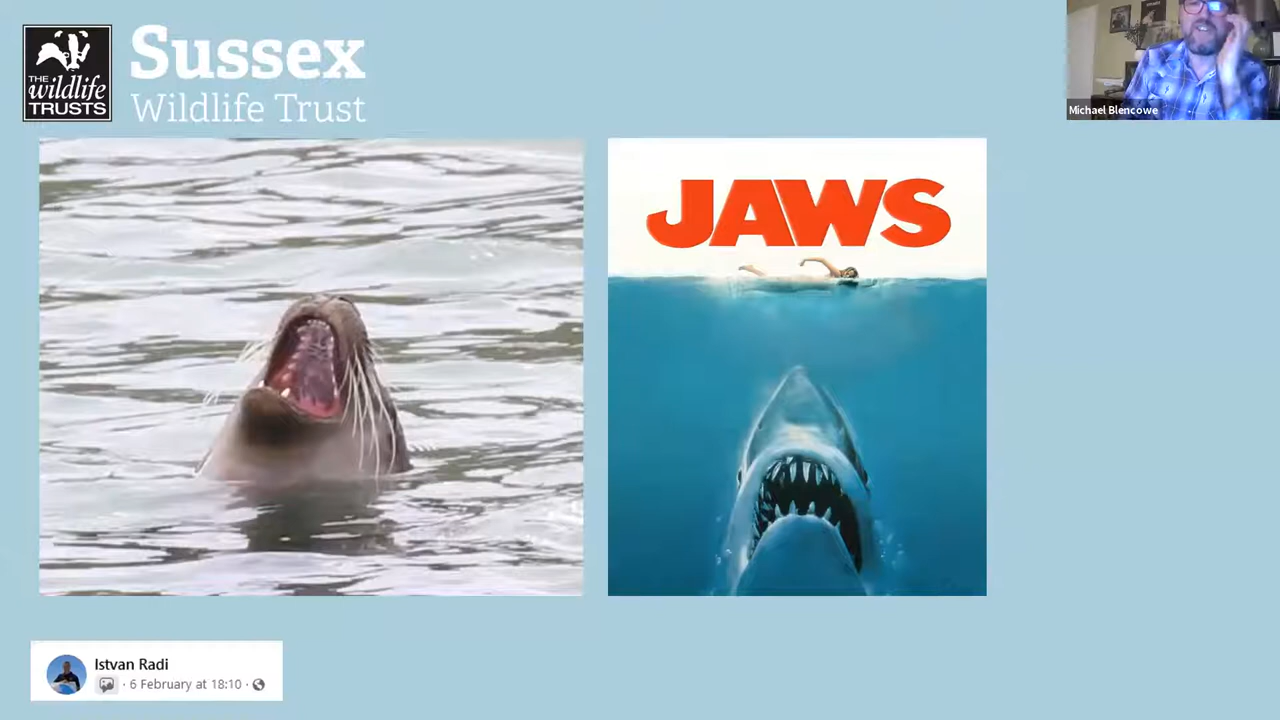 THE
wildlife
TRUSTS
Sussex
Wildlife Trust
Michael Blencowe
JAWS
Istvan Radi
· 6 February at 18:10 ·